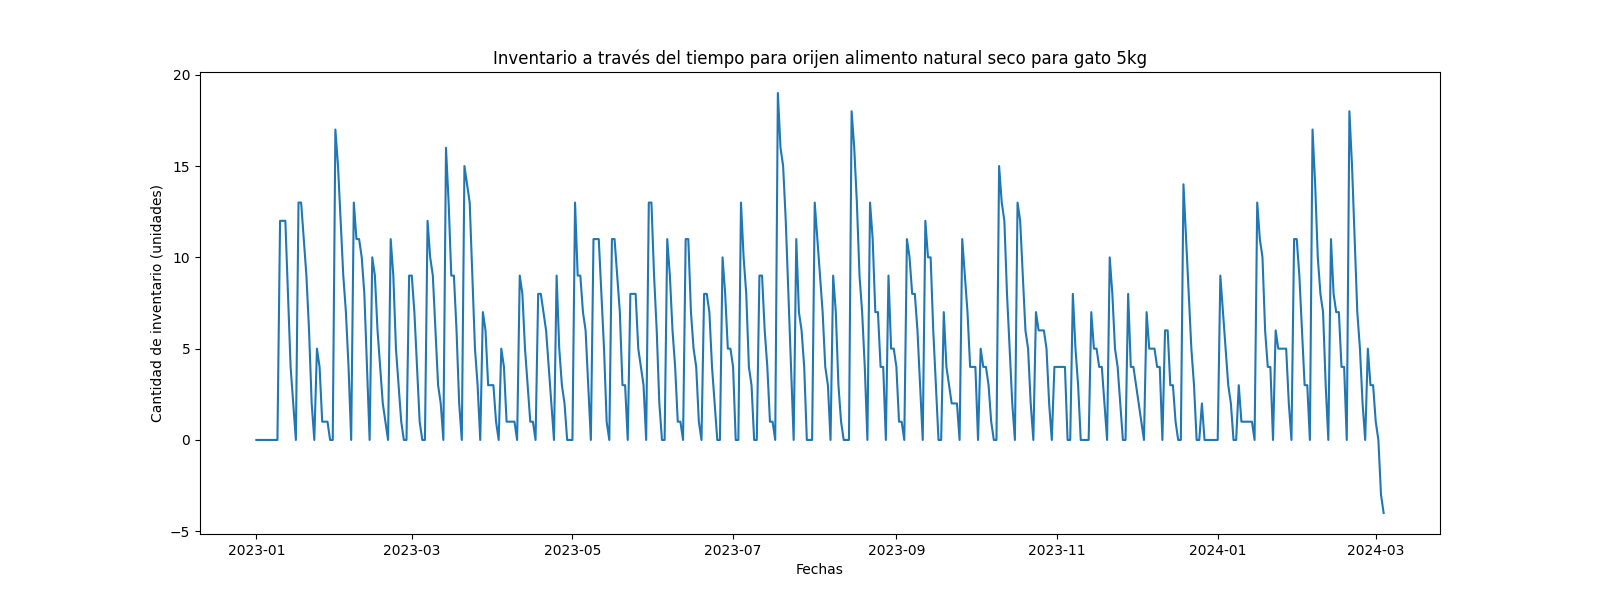 Inventario a través del tiempo para orijen alimento natural seco para gato 5kg
Cantidad de inventario (unidades)
20
15
10
5
0
−5
2023-01 2023-03 2023-05 2023-07 2023-09 2023-11 2024-01 2024-03
Fechas